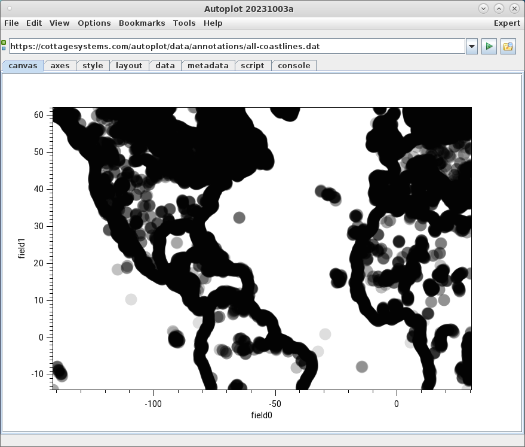 Autoplot 20231003a
File Edit View Options Bookmarks Tools Help Expert
https://cottagesystems.com/autoplot/data/annotations/all-coastlines.dat
canvas axes style layout data metadata script console
60
50
40
30
20
10
0
-10
field1
-100 -50 0
field0